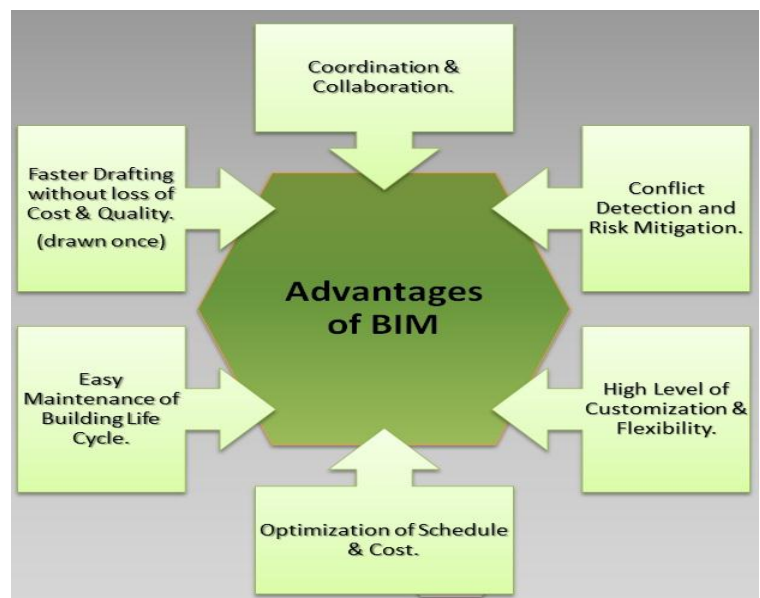 Coordination &
Collaboration.
Faster Drafting
without loss of
Cost & Quality.
(drawn once)
Conflict
Detection and
Risk Mitigation.
Advantages
of BIM
Easy
Maintenance of
Building Life
Cycle.
High Level of
Customization &
Flexibility.
Optimization of Schedule
& Cost.